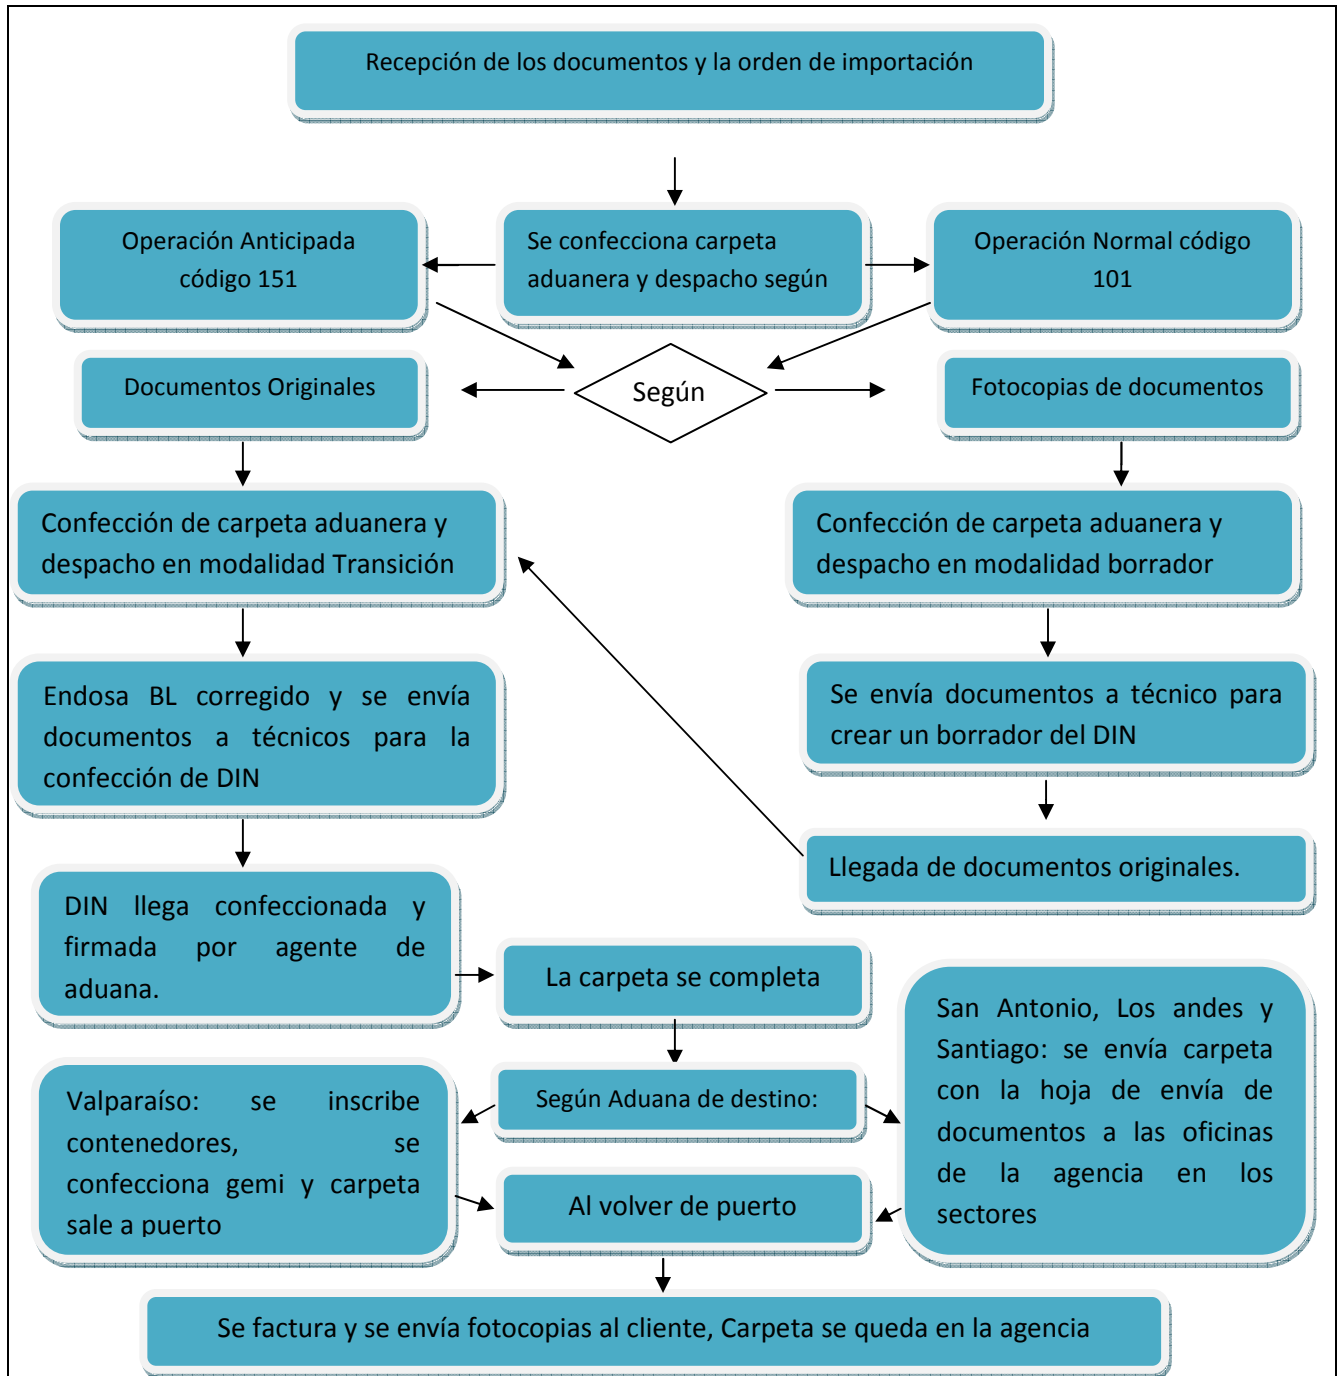 Recepción de los documentos y la orden de importación
Operación Anticipada
código 151
Se confecciona carpeta
aduanera y despacho según
Operación Normal código
101
Documentos Originales
Según
Fotocopias de documentos
Confección de carpeta aduanera y
despacho en modalidad Transición
Confección de carpeta aduanera y
despacho en modalidad borrador
Endosa BL corregido y se envía
documentos a técnicos para la
confección de DIN
Se envía documentos a técnico para
crear un borrador del DIN
Llegada de documentos originales.
DIN llega confeccionada y
firmada por agente de
aduana.
La carpeta se completa
San Antonio, Los andes y
Santiago: se envía carpeta
con la hoja de envía de
documentos a las oficinas
de la agencia en los
sectores
Según Aduana de destino:
Valparaíso: se inscribe
contenedores, se
confecciona gemi y carpeta
sale a puerto
Al volver de puerto
Se factura y se envía fotocopias al cliente, Carpeta se queda en la agencia